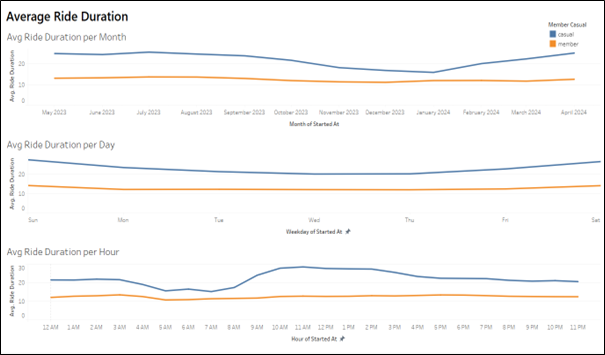 Average Ride Duration
Member Casual
casual
member
Avg Ride Duration per Month
Avg. Ride Duration
20
10
0
May 2023 June 2023 July 2023 August 2023 September 2023 October 2023 November 2023 December 2023 January 2024 February 2024 March 2024 April 2024
Month of Started At
Avg Ride Duration per Day
Avg. Ride Duration
20
10
0
Sun Mon Tue Wed Thu Fri Sat
Weekday of Started At
Avg Ride Duration per Hour
Avg. Ride Duration
30
20
10
0
12 AM 1 AM 2 AM 3 AM 4 AM 5 AM 6 AM 7 AM 8 AM 9 AM 10 AM 11 AM 12 PM 1 PM 2 PM 3 PM 4 PM 5 PM 6 PM 7 PM 8 PM 9 PM 10 PM 11 PM
Hour of Started At